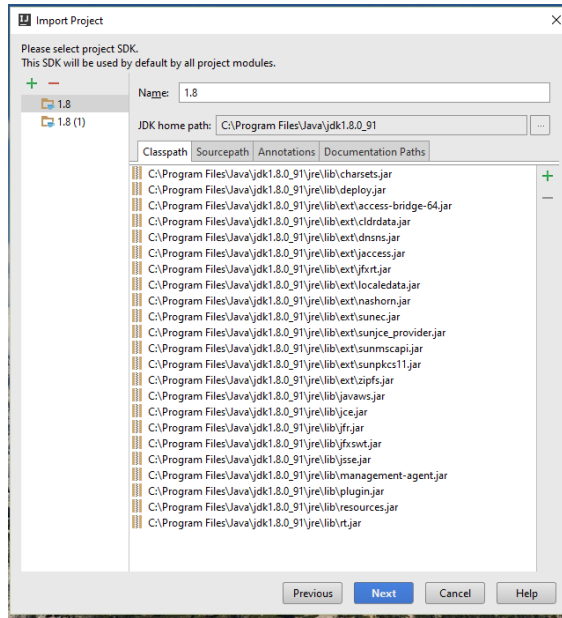 Import Project
Please select project SDK.
This SDK will be used by default by all project modules.
1.8
1.8 (1)
Name: 1.8
JDK home path: C:\Program Files\Java\jdk1.8.0_91 ...
Classpath Sourcepath Annotations Documentation Paths
C:\Program Files\Java\jdk1.8.0_91\jre\lib\charsets.jar
C:\Program Files\Java\jdk1.8.0_91\jre\lib\deploy.jar
C:\Program Files\Java\jdk1.8.0_91\jre\lib\ext\access-bridge-64.jar
C:\Program Files\Java\jdk1.8.0_91\jre\lib\ext\cldrdata.jar
C:\Program Files\Java\jdk1.8.0_91\jre\lib\ext\dnsns.jar
C:\Program Files\Java\jdk1.8.0_91\jre\lib\ext\jaccess.jar
C:\Program Files\Java\jdk1.8.0_91\jre\lib\ext\jfxrt.jar
C:\Program Files\Java\jdk1.8.0_91\jre\lib\ext\localedata.jar
C:\Program Files\Java\jdk1.8.0_91\jre\lib\ext\nashorn.jar
C:\Program Files\Java\jdk1.8.0_91\jre\lib\ext\sunec.jar
C:\Program Files\Java\jdk1.8.0_91\jre\lib\ext\sunjce_provider.jar
C:\Program Files\Java\jdk1.8.0_91\jre\lib\ext\sunmscapi.jar
C:\Program Files\Java\jdk1.8.0_91\jre\lib\ext\sunpkcs11.jar
C:\Program Files\Java\jdk1.8.0_91\jre\lib\ext\zipfs.jar
C:\Program Files\Java\jdk1.8.0_91\jre\lib\javaws.jar
C:\Program Files\Java\jdk1.8.0_91\jre\lib\jce.jar
C:\Program Files\Java\jdk1.8.0_91\jre\lib\jfr.jar
C:\Program Files\Java\jdk1.8.0_91\jre\lib\jfxswt.jar
C:\Program Files\Java\jdk1.8.0_91\jre\lib\jsse.jar
C:\Program Files\Java\jdk1.8.0_91\jre\lib\management-agent.jar
C:\Program Files\Java\jdk1.8.0_91\jre\lib\plugin.jar
C:\Program Files\Java\jdk1.8.0_91\jre\lib\resources.jar
C:\Program Files\Java\jdk1.8.0_91\jre\lib\rt.jar
Previous Next Cancel Help